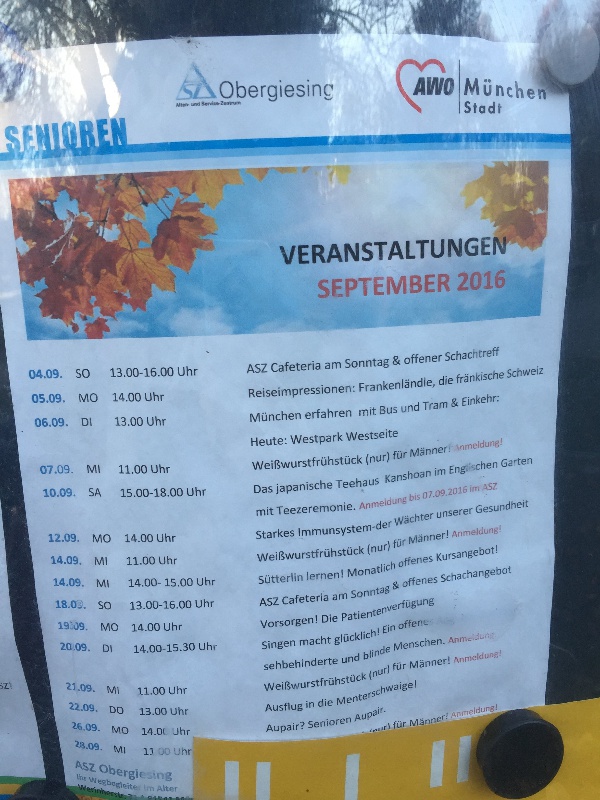 ASZ Obergiesing
Alten- und Service-Zentrum
AWO München
Stadt
SENIOREN
VERANSTALTUNGEN
SEPTEMBER 2016
04.09. SO 13.00-16.00 Uhr ASZ Cafeteria am Sonntag & offener Schachtreff
05.09. MO 14.00 Uhr Reiseimpressionen: Frankenländle, die fränkische Schweiz
06.09. DI 13.00 Uhr München erfahren mit Bus und Tram & Einkehr:
Heute: Westpark Westseite
07.09. MI 11.00 Uhr Weißwurstfrühstück (nur) für Männer! Anmeldung!
10.09. SA 15.00-18.00 Uhr Das japanische Teehaus Kanshoan im Englischen Garten
mit Teezeremonie. Anmeldung bis 07.09.2016 im ASZ
12.09. MO 14.00 Uhr Starkes Immunsystem-der Wächter unserer Gesundheit
14.09. MI 11.00 Uhr Weißwurstfrühstück (nur) für Männer! Anmeldung!
14.09. MI 14.00- 15.00 Uhr Sütterlin lernen! Monatlich offenes Kursangebot!
18.09. SO 13.00-16.00 Uhr ASZ Cafeteria am Sonntag & offenes Schachangebot
19.09. MO 14.00 Uhr Vorsorgen! Die Patientenverfügung
20.09. DI 14.00-15.30 Uhr Singen macht glücklich! Ein offene
sehbehinderte und blinde Menschen. Anmeldung
21.09. MI 11.00 Uhr Weißwurstfrühstück (nur) für Männer! Anmeldung!
22.09. DO 13.00 Uhr Ausflug in die Menterschwaige!
26.09. MO 14.00 Uhr Aupair? Senioren Aupair.
28.09. MI 11.00 Uhr (nur) für Männer! Anmeldung!
ASZ Obergiesing
Ihr Wegbegleiter im Alter